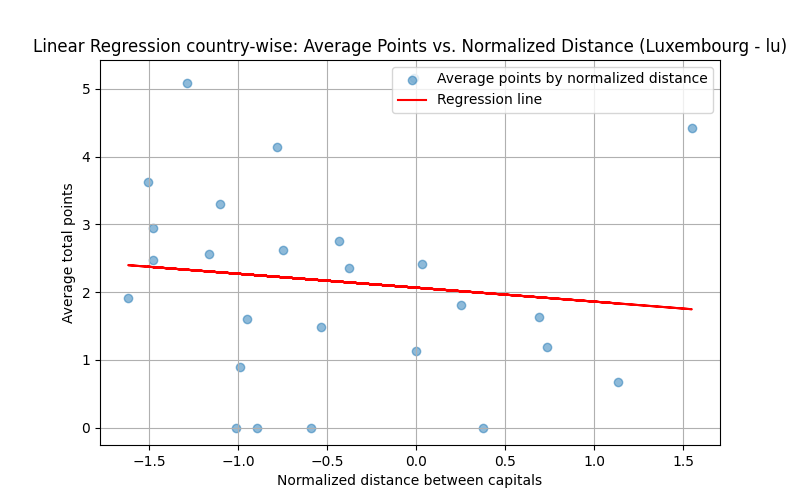 Linear Regression country-wise: Average Points vs. Normalized Distance (Luxembourg - lu)
Average points by normalized distance
Regression line
Average total points
5
4
3
2
1
0
−1.5 −1.0 −0.5 0.0 0.5 1.0 1.5
Normalized distance between capitals